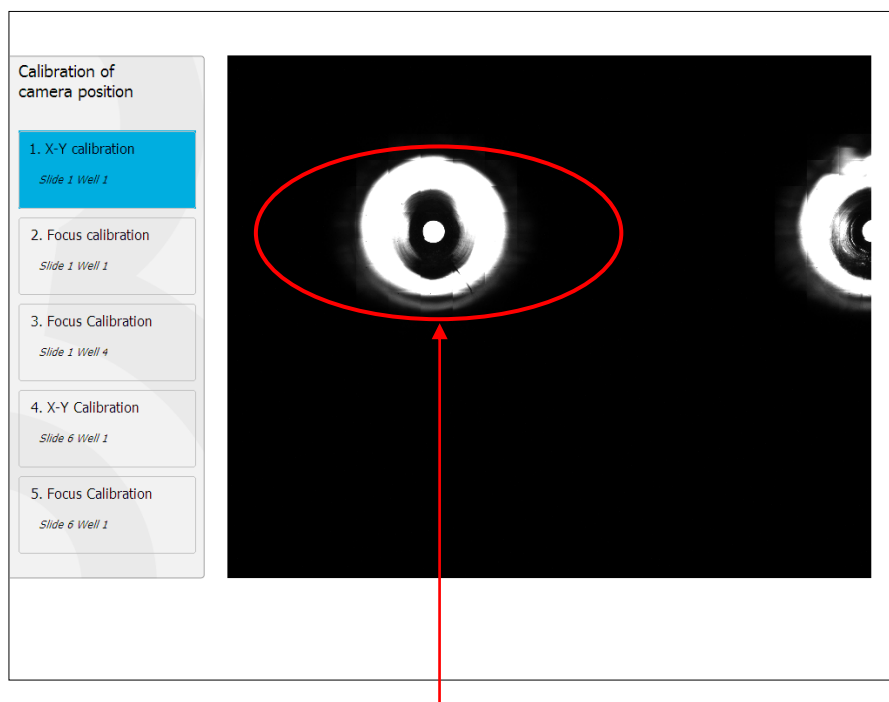 Calibration of
camera position
1. X-Y calibration
Slide 1 Well 1
2. Focus calibration
Slide 1 Well 1
3. Focus Calibration
Slide 1 Well 4
4. X-Y Calibration
Slide 6 Well 1
5. Focus Calibration
Slide 6 Well 1